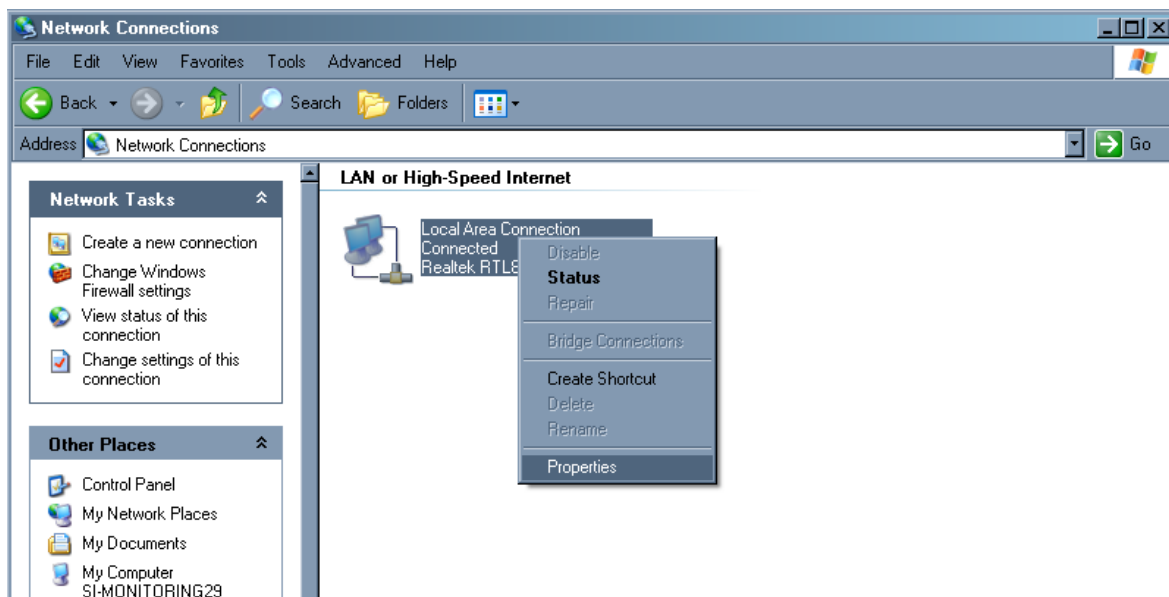 Network Connections
File Edit View Favorites Tools Advanced Help
Back Search Folders
Address Network Connections Go
Network Tasks
Create a new connection
Change Windows
Firewall settings
View status of this
connection
Change settings of this
connection
Other Places
Control Panel
My Network Places
My Documents
My Computer
SI-MONITORING29
LAN or High-Speed Internet
Local Area Connection
Connected
Realtek
Disable
Status
Repair
Bridge Connections
Create Shortcut
Delete
Rename
Properties